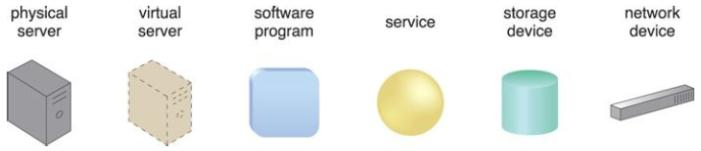 physical
server
virtual
server
software
program
service
storage
device
network
device